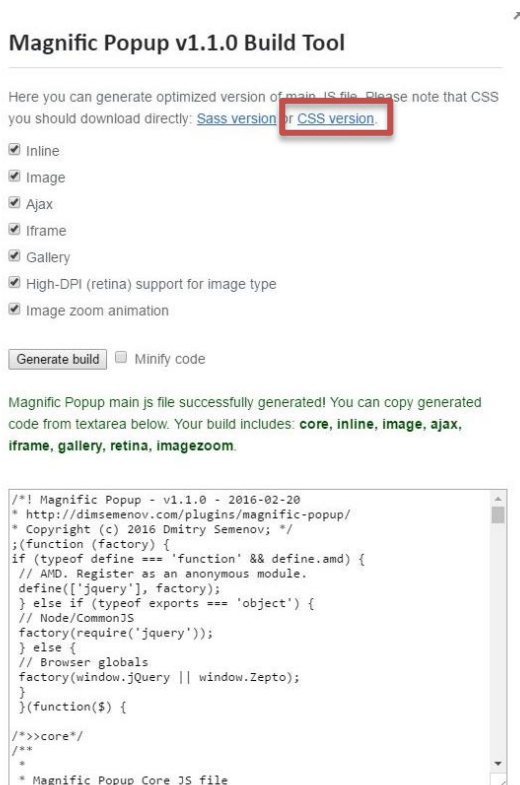 Magnific Popup v1.1.0 Build Tool
Here you can generate optimized version of main JS file. Please note that CSS
you should download directly: Sass version or CSS version.
Inline
Image
Ajax
Iframe
Gallery
High-DPI (retina) support for image type
Image zoom animation
Generate build Minify code
Magnific Popup main js file successfully generated! You can copy generated
code from textarea below. Your build includes: core, inline, image, ajax,
iframe, gallery, retina, imagezoom.
/*! Magnific Popup - v1.1.0 - 2016-02-20
* http://dimsemenov.com/plugins/magnific-popup/
* Copyright (c) 2016 Dmitry Semenov; */
;(function (factory) {
if (typeof define === 'function' && define.amd) {
// AMD. Register as an anonymous module.
define(['jquery'], factory);
} else if (typeof exports === 'object') {
// Node/CommonJS
factory(require('jquery'));
} else {
// Browser globals
factory(window.jQuery || window.Zepto);
}
}(function($) {
/*>>core*/
/**
*
* Magnific Popup Core JS file